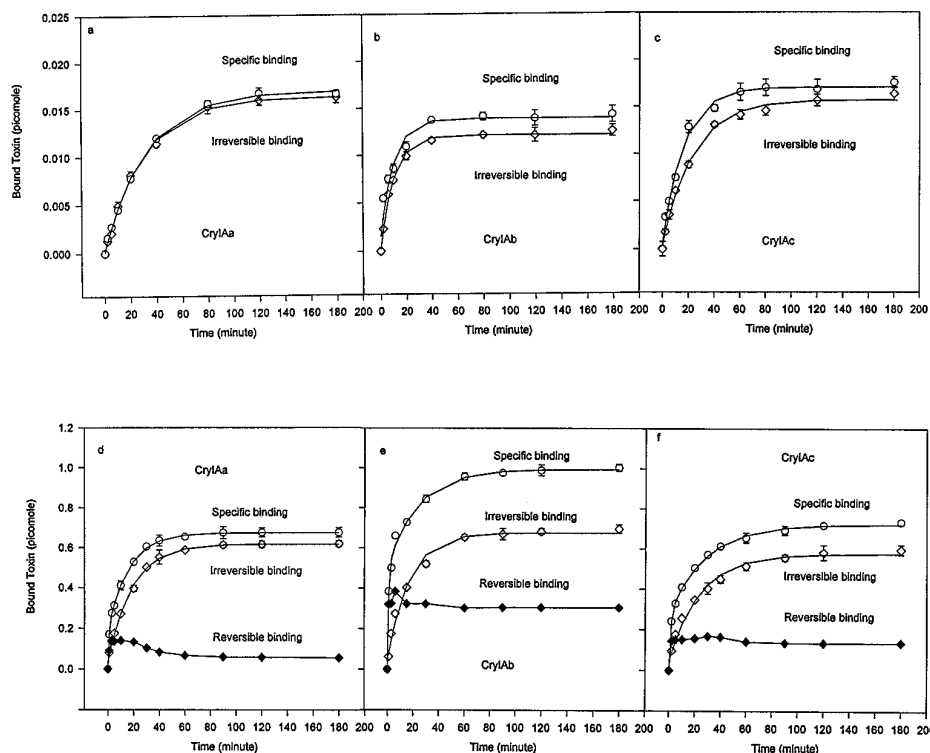 0.025
0.020
0.015
0.010
0.005
0.000
Bound Toxin (picomole)
a
Specific binding
Irreversible binding
CryIAa
0 20 40 60 80 100 120 140 160 180 200
Time (minute)
b
Specific binding
Irreversible binding
CryIAb
0 20 40 60 80 100 120 140 160 180 200
Time (minute)
c
Specific binding
Irreversible binding
CryIAc
0 20 40 60 80 100 120 140 160 180 200
Time (minute)
1.2
1.0
0.8
0.6
0.4
0.2
0.0
Bound Toxin (picomole)
d
CryIAa
Specific binding
Irreversible binding
Reversible binding
0 20 40 60 80 100 120 140 160 180 200
Time (minute)
e
Specific binding
Irreversible binding
Reversible binding
CryIAb
0 20 40 60 80 100 120 140 160 180 200
Time (minute)
f
CryIAc
Specific binding
Irreversible binding
Reversible binding
0 20 40 60 80 100 120 140 160 180
Time (minute)